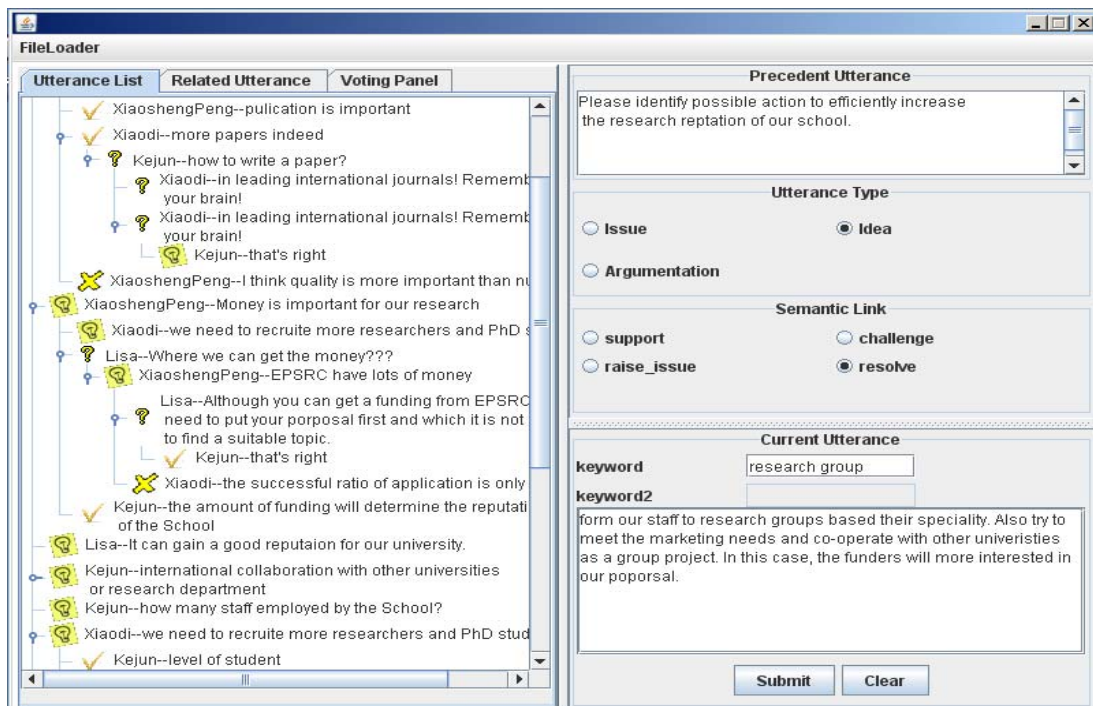 FileLoader
Utterance List Related Utterance Voting Panel
XiaoshengPeng--pulication is important
Xiaodi--more papers indeed
Kejun--how to write a paper?
Xiaodi--in leading international journals! Rememb
your brain!
Xiaodi--in leading international journals! Rememb
your brain!
Kejun--that's right
XiaoshengPeng--I think quality is more important than nu
XiaoshengPeng--Money is important for our research
Xiaodi--we need to recruite more researchers and PhD s
Lisa--Where we can get the money???
XiaoshengPeng--EPSRC have lots of money
Lisa--Although you can get a funding from EPSRC
need to put your porposal first and which it is not
to find a suitable topic.
Kejun--that's right
Xiaodi--the successful ratio of application is only
Kejun--the amount of funding will determine the reputati
of the School
Lisa--It can gain a good reputaion for our university.
Kejun--international collaboration with other universities
or research department
Kejun--how many staff employed by the School?
Xiaodi--we need to recruite more researchers and PhD stud
Kejun--level of student
Precedent Utterance
Please identify possible action to efficiently increase
the research reptation of our school.
Utterance Type
Issue Idea
Argumentation
Semantic Link
support challenge
raise_issue resolve
Current Utterance
keyword research group
keyword2
form our staff to research groups based their speciality. Also try to
meet the marketing needs and co-operate with other univeristies
as a group project. In this case, the funders will more interested in
our poporsal.
Submit Clear